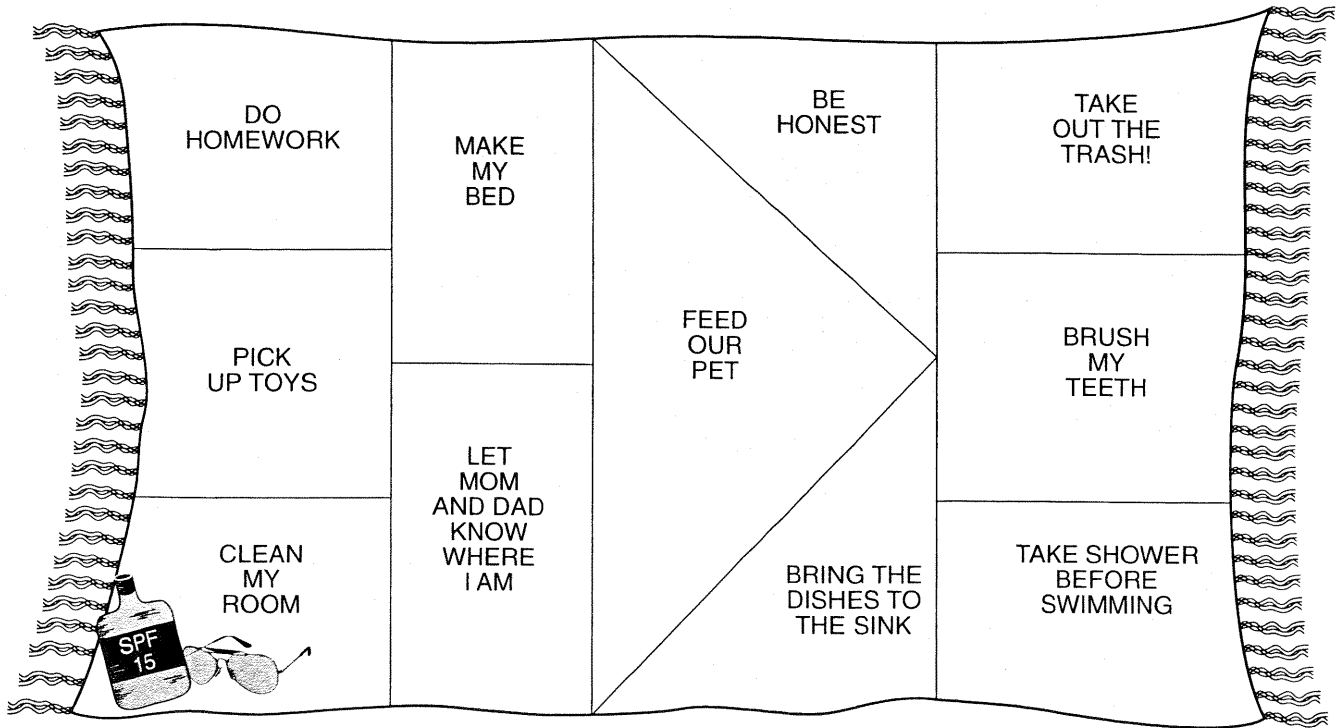 DO
HOMEWORK
PICK
UP TOYS
CLEAN
MY
ROOM
SPF
15
MAKE
MY
BED
LET
MOM
AND DAD
KNOW
WHERE
I AM
FEED
OUR
PET
BE
HONEST
BRING THE
DISHES TO
THE SINK
TAKE
OUT THE
TRASH!
BRUSH
MY
TEETH
TAKE SHOWER
BEFORE
SWIMMING